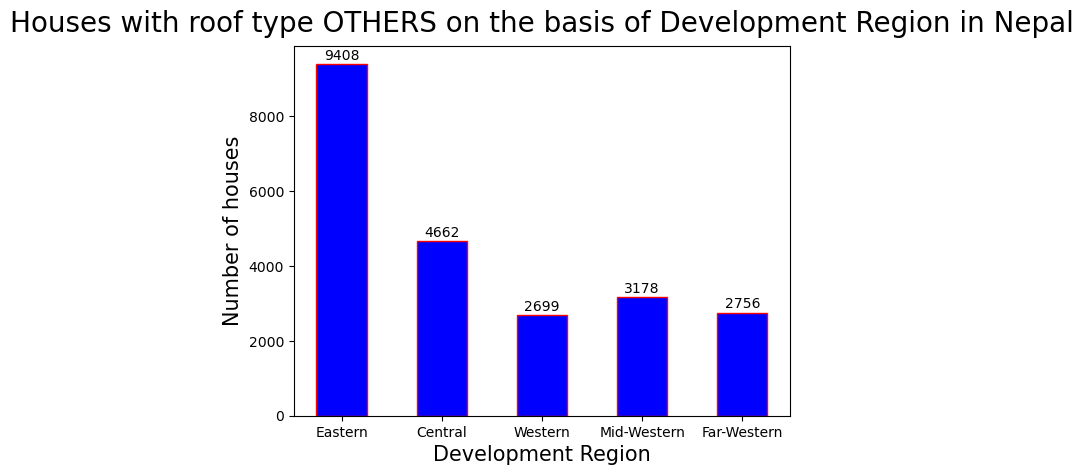 Houses with roof type OTHERS on the basis of Development Region in Nepal
9408
4662
2699
3178
2756
Number of houses
8000
6000
4000
2000
0
Eastern Central Western Mid-Western Far-Western
Development Region